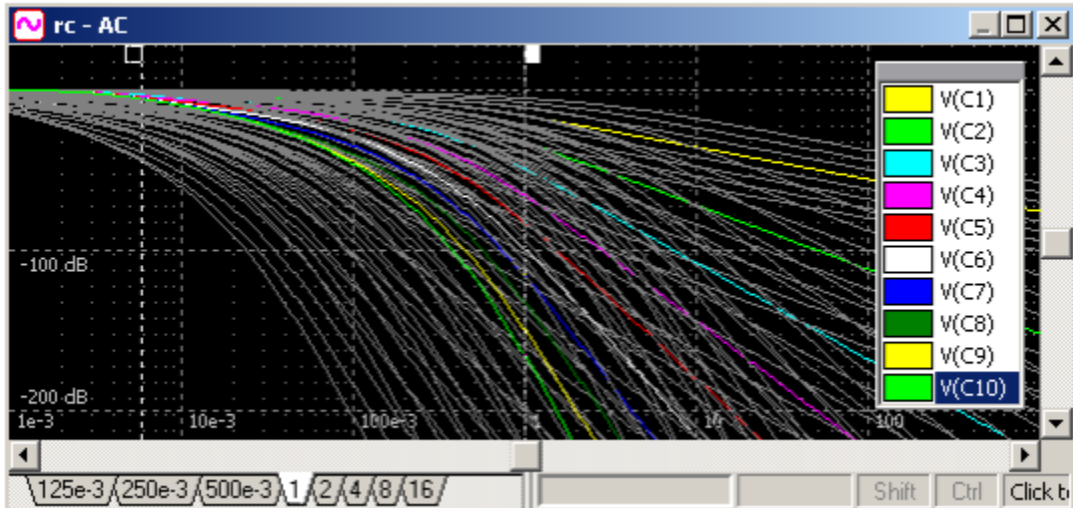 rc - AC
V(C1)
V(C2)
V(C3)
V(C4)
V(C5)
V(C6)
V(C7)
V(C8)
V(C9)
V(C10)
-100 dB
-200 dB
1e-3 10e-3 100e-3 1 10 100
125e-3 250e-3 500e-3 1 2 4 8 16
Shift Ctrl Click t